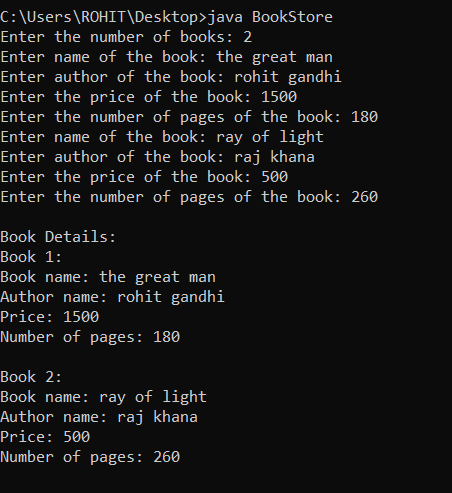 C:\Users\ROHIT\Desktop>java BookStore
Enter the number of books: 2
Enter name of the book: the great man
Enter author of the book: rohit gandhi
Enter the price of the book: 1500
Enter the number of pages of the book: 180
Enter name of the book: ray of light
Enter author of the book: raj khana
Enter the price of the book: 500
Enter the number of pages of the book: 260
Book Details:
Book 1:
Book name: the great man
Author name: rohit gandhi
Price: 1500
Number of pages: 180
Book 2:
Book name: ray of light
Author name: raj khana
Price: 500
Number of pages: 260